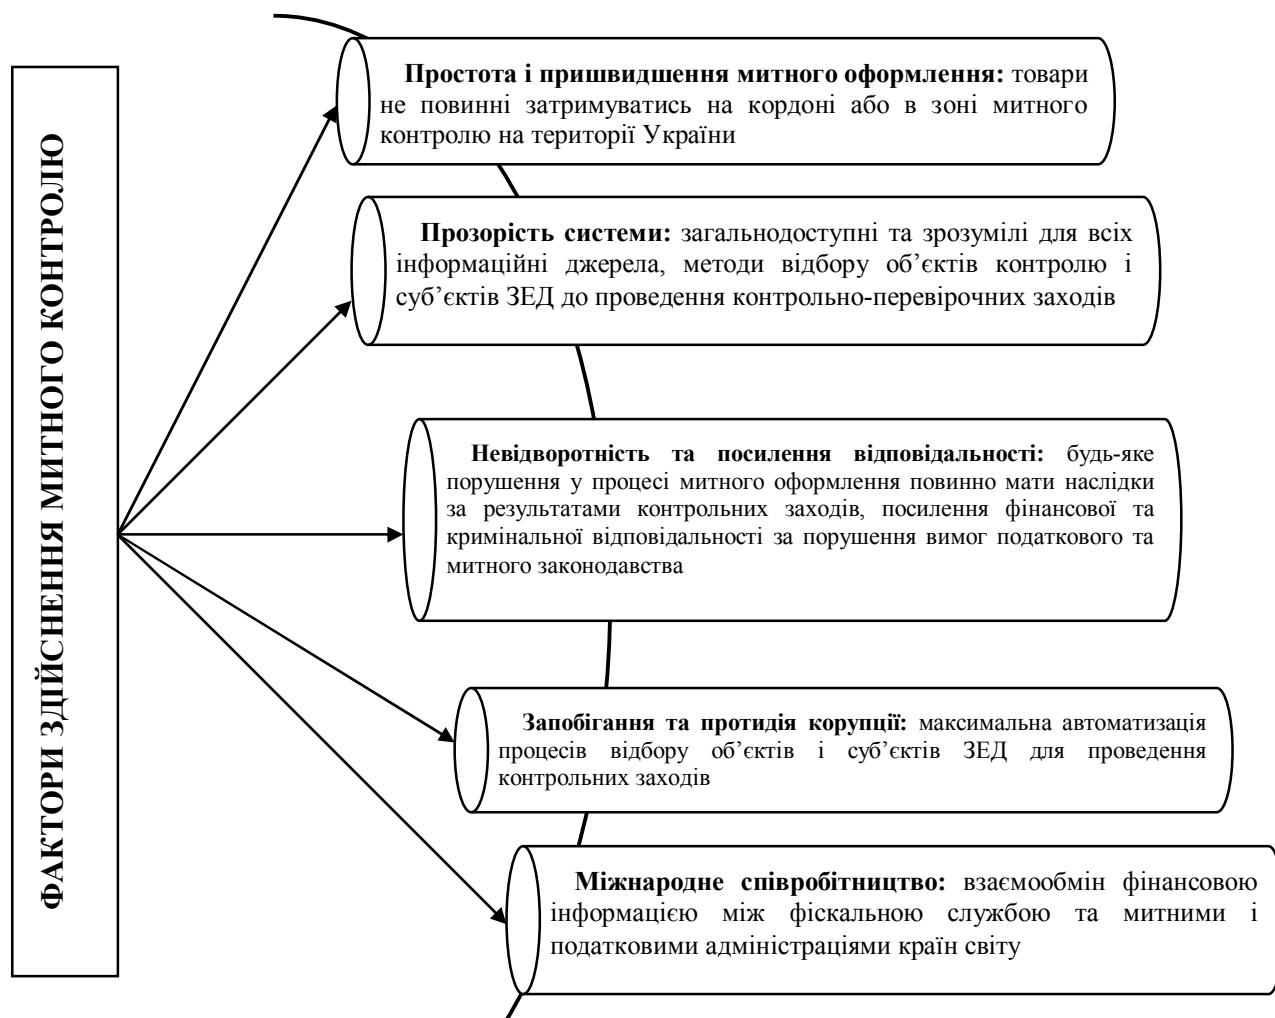 ФАКТОРИ ЗДІЙСНЕННЯ МИТНОГО КОНТРОЛЮ
Простота і пришвидшення митного оформлення: товари
не повинні затримуватись на кордоні або в зоні митного
контролю на території України
Прозорість системи: загальнодоступні та зрозумілі для всіх
інформаційні джерела, методи відбору об’єктів контролю і
суб’єктів ЗЕД до проведення контрольно-перевірочних заходів
Невідворотність та посилення відповідальності: будь-яке
порушення у процесі митного оформлення повинно мати наслідки
за результатами контрольних заходів, посилення фінансової та
кримінальної відповідальності за порушення вимог податкового та
митного законодавства
Запобігання та протидія корупції: максимальна автоматизація
процесів відбору об’єктів і суб’єктів ЗЕД для проведення
контрольних заходів
Міжнародне співробітництво: взаємообмін фінансовою
інформацією між фіскальною службою та митними і
податковими адміністраціями країн світу